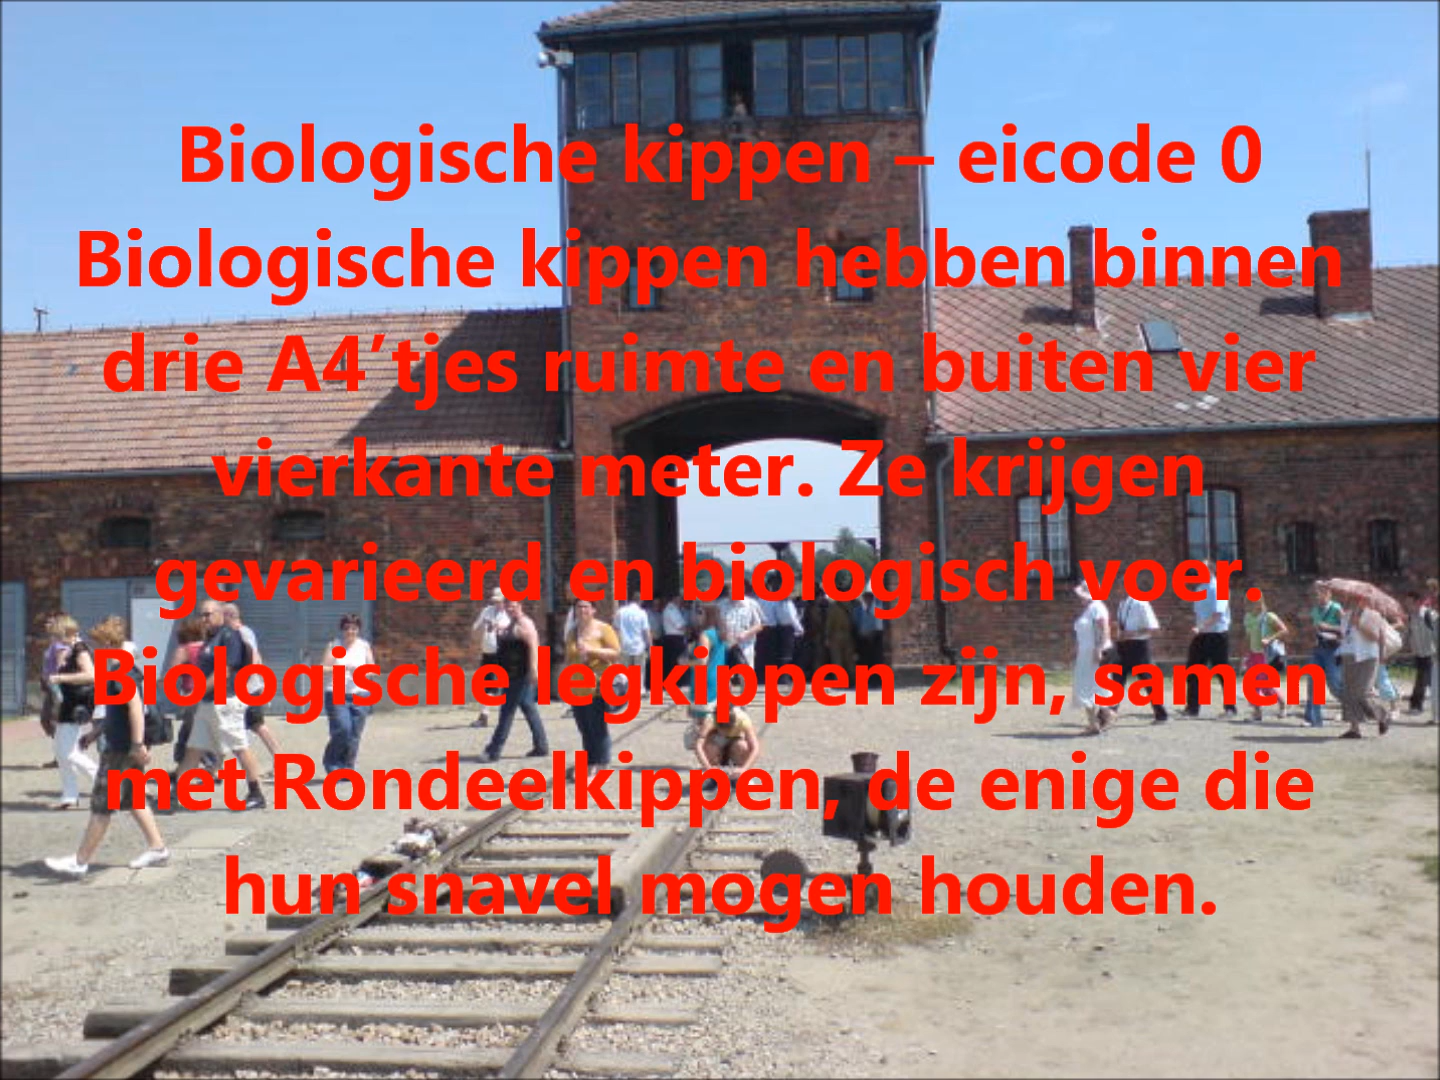 Biologische kippen – eicode 0
Biologische kippen hebben binnen
drie A4’tjes ruimte en buiten vier
vierkante meter. Ze krijgen
gevarieerd en biologisch voer.
Biologische legkippen zijn, samen
met Rondeelkippen, de enige die
hun snavel mogen houden.